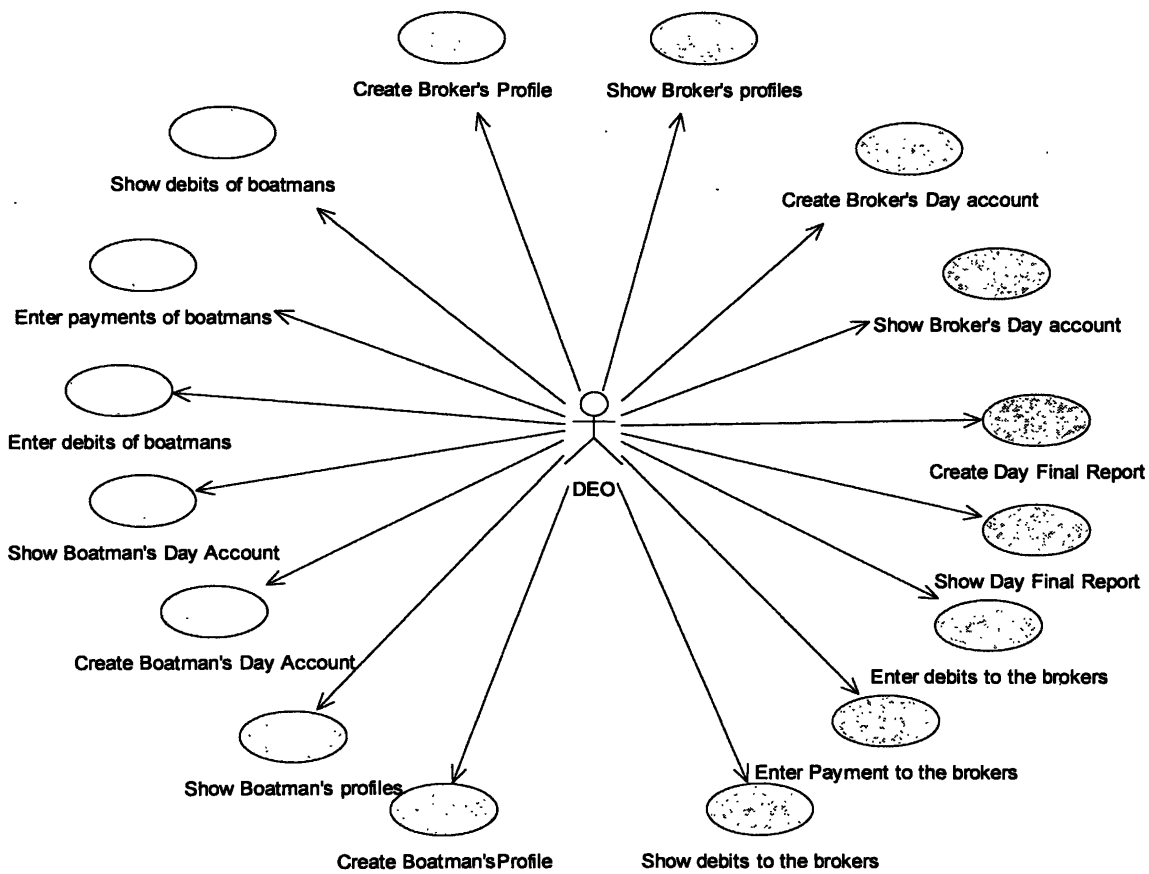 Create Broker's Profile
Show Broker's profiles
Show debits of boatmans
Create Broker's Day account
Enter payments of boatmans
Show Broker's Day account
Enter debits of boatmans
Create Day Final Report
DEO
Show Boatman's Day Account
Show Day Final Report
Create Boatman's Day Account
Enter debits to the brokers
Show Boatman's profiles
Enter Payment to the brokers
Create Boatman's Profile
Show debits to the brokers